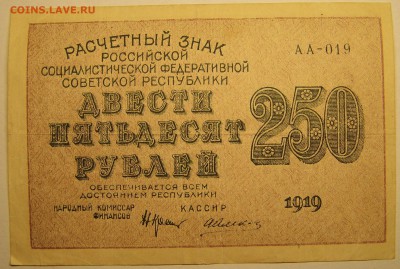 COINS.LAVE.RU
РАСЧЕТНЫЙ ЗНАК
РОССИЙСКОЙ
СОЦИАЛИСТИЧЕСКОЙ ФЕДЕРАТИВНОЙ
СОВЕТСКОЙ РЕСПУБЛИКИ
АА-019
ДВЕСТИ
ПЯТЬДЕСЯТ
РУБЛЕЙ
250
ОБЕСПЕЧИВАЕТСЯ ВСЕМ
ДОСТОЯНИЕМ РЕСПУБЛИКИ
НАРОДНЫЙ КОМИССАР
ФИНАНСОВ
КАССИР
1919